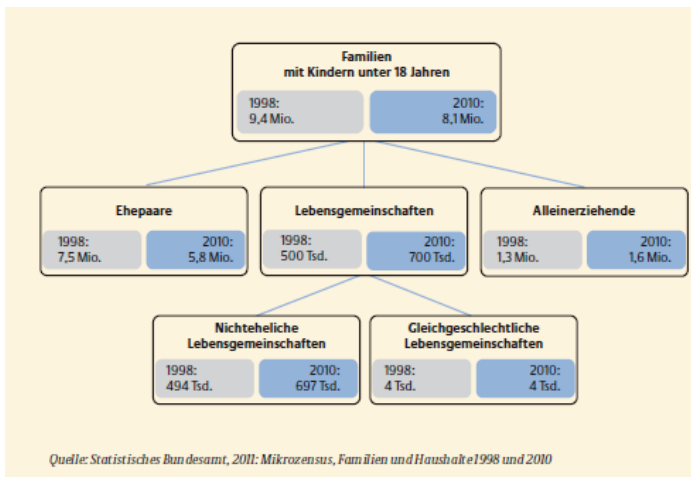 Familien
mit Kindern unter 18 Jahren
1998:
9,4 Mio.
2010:
8,1 Mio.
Ehepaare
1998:
7,5 Mio.
2010:
5,8 Mio.
Lebensgemeinschaften
1998:
500 Tsd.
2010:
700 Tsd.
Alleinerziehende
1998:
1,3 Mio.
2010:
1,6 Mio.
Nichteheliche
Lebensgemeinschaften
1998:
494 Tsd.
2010:
697 Tsd.
Gleichgeschlechtliche
Lebensgemeinschaften
1998:
4 Tsd.
2010:
4 Tsd.
Quelle: Statistisches Bundesamt, 2011: Mikrozensus, Familien und Haushalte 1998 und 2010